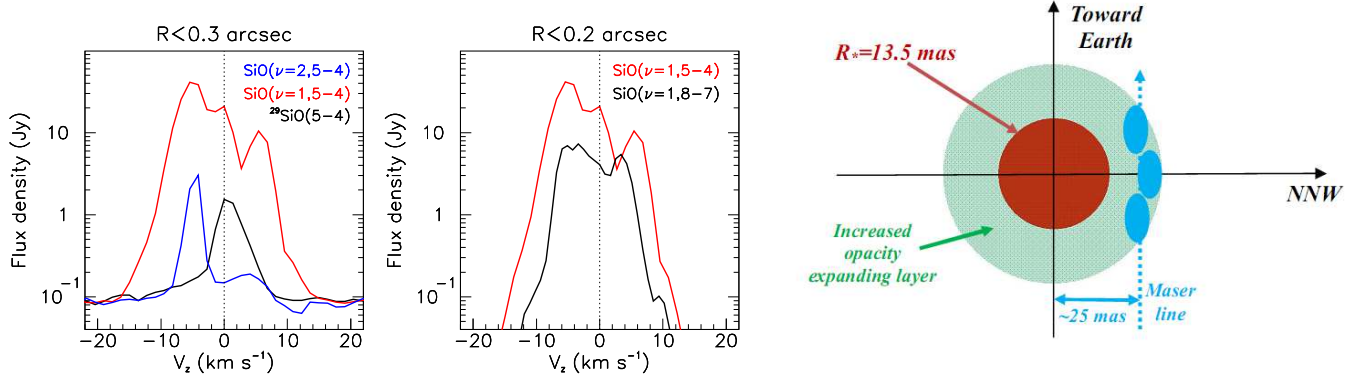 R<0.3 arcsec
SiO(ν=2,5−4)
SiO(ν=1,5−4)
²⁹SiO(5−4)
Flux density (Jy)
10
1
10⁻¹
−20 −10 0 10 20
V_z (km s⁻¹)
R<0.2 arcsec
SiO(ν=1,5−4)
SiO(ν=1,8−7)
Flux density (Jy)
10
1
10⁻¹
−20 −10 0 10 20
V_z (km s⁻¹)
Toward
Earth
R*=13.5 mas
NNW
Increased
opacity
expanding layer
~25 mas
Maser
line